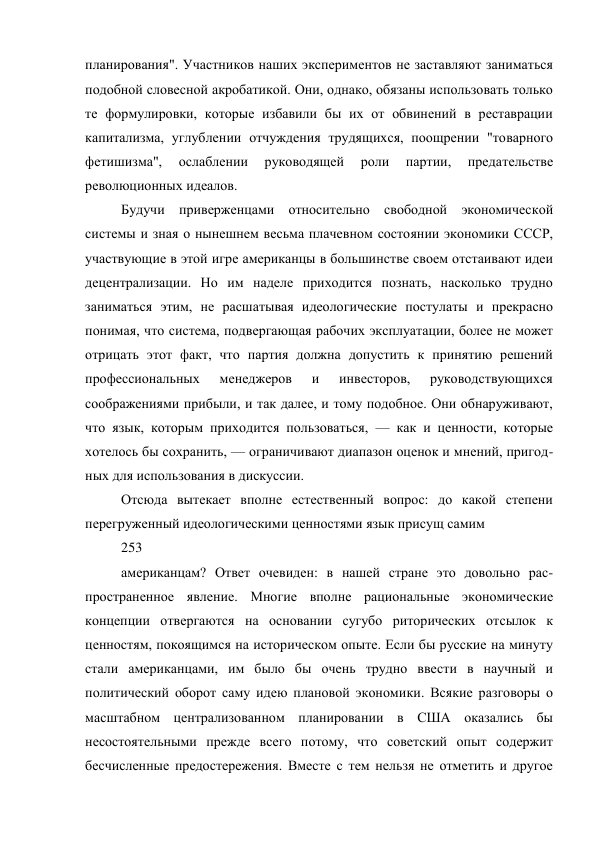 планирования". Участников наших экспериментов не заставляют заниматься
подобной словесной акробатикой. Они, однако, обязаны использовать только
те формулировки, которые избавили бы их от обвинений в реставрации
капитализма, углублении отчуждения трудящихся, поощрении "товарного
фетишизма", ослаблении руководящей роли партии, предательстве
революционных идеалов.
Будучи приверженцами относительно свободной экономической
системы и зная о нынешнем весьма плачевном состоянии экономики СССР,
участвующие в этой игре американцы в большинстве своем отстаивают идеи
децентрализации. Но им наделе приходится познать, насколько трудно
заниматься этим, не расшатывая идеологические постулаты и прекрасно
понимая, что система, подвергающая рабочих эксплуатации, более не может
отрицать этот факт, что партия должна допустить к принятию решений
профессиональных менеджеров и инвесторов, руководствующихся
соображениями прибыли, и так далее, и тому подобное. Они обнаруживают,
что язык, которым приходится пользоваться, — как и ценности, которые
хотелось бы сохранить, — ограничивают диапазон оценок и мнений, пригод-
ных для использования в дискуссии.
Отсюда вытекает вполне естественный вопрос: до какой степени
перегруженный идеологическими ценностями язык присущ самим
253
американцам? Ответ очевиден: в нашей стране это довольно рас-
пространенное явление. Многие вполне рациональные экономические
концепции отвергаются на основании сугубо риторических отсылок к
ценностям, покоящимся на историческом опыте. Если бы русские на минуту
стали американцами, им было бы очень трудно ввести в научный и
политический оборот саму идею плановой экономики. Всякие разговоры о
масштабном централизованном планировании в США оказались бы
несостоятельными прежде всего потому, что советский опыт содержит
бесчисленные предостережения. Вместе с тем нельзя не отметить и другое